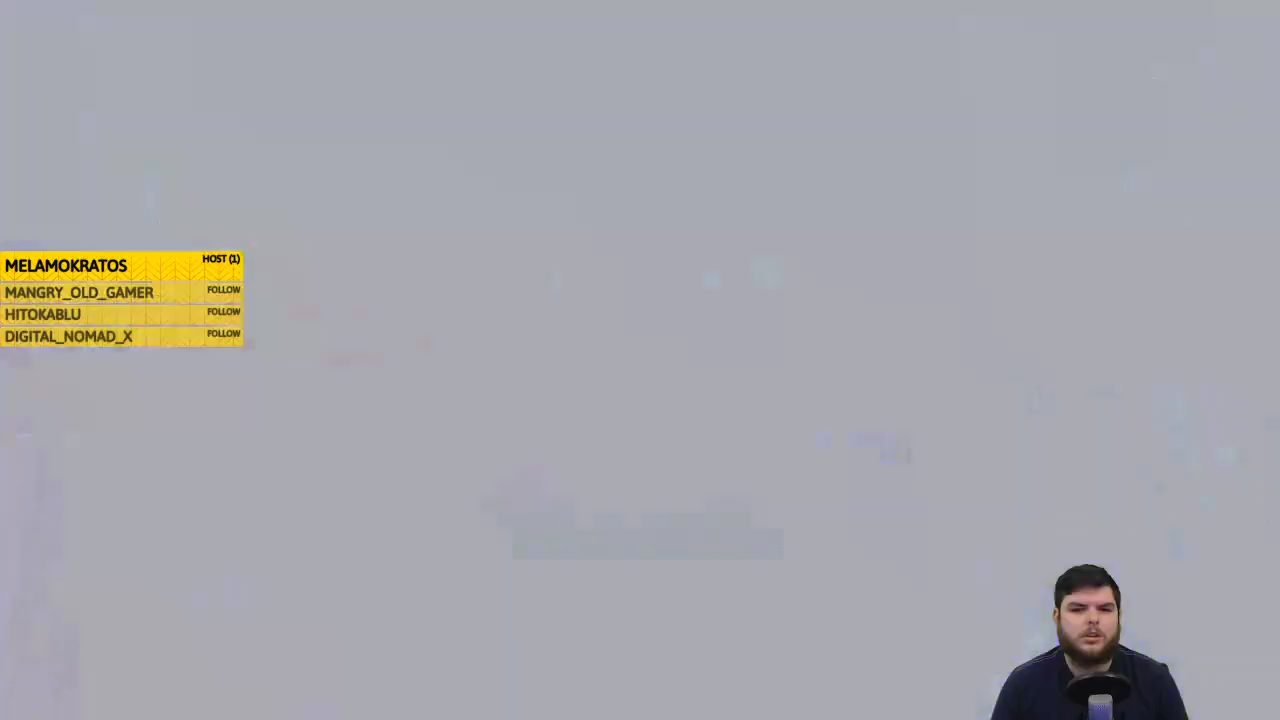 MELAMOKRATOS HOST (1)
MANGRY_OLD_GAMER FOLLOW
HITOKABLU FOLLOW
DIGITAL_NOMAD_X FOLLOW